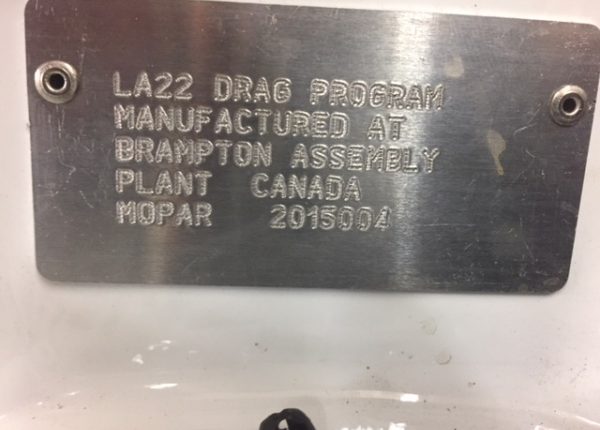 LA22 DRAG PROGRAM
MANUFACTURED AT
BRAMPTON ASSEMBLY
PLANT CANADA
MOPAR 2015004